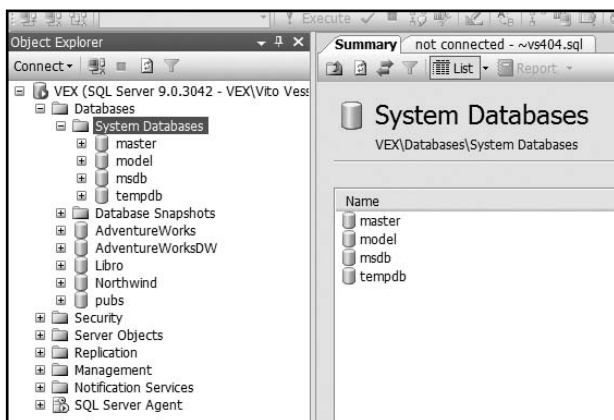 Execute
Object Explorer
Connect
VEX (SQL Server 9.0.3042 - VEX\Vito Vess
Databases
System Databases
master
model
msdb
tempdb
Database Snapshots
AdventureWorks
AdventureWorksDW
Libro
Northwind
pubs
Security
Server Objects
Replication
Management
Notification Services
SQL Server Agent
Summary
not connected - ~vs404.sql
List
Report
System Databases
VEX\Databases\System Databases
Name
master
model
msdb
tempdb